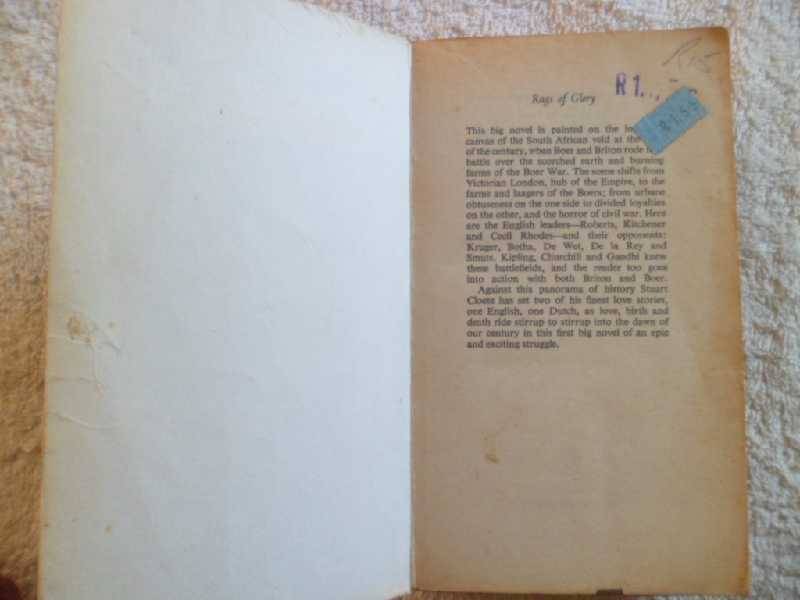 R15
R1.
Rags of Glory
This big novel is painted on the
canvas of the South African veld at the
of the century, when Boer and Briton rode
battle over the scorched earth and burning
farms of the Boer War. The scene shifts from
Victorian London, hub of the Empire, to the
farms and laagers of the Boers; from urbane
obtuseness on the one side to divided loyalties
on the other, and the horror of civil war. Here
are the English leaders—Roberts, Kitchener
and Cecil Rhodes—and their opponents:
Kruger, Botha, De Wet, De la Rey and
Smuts. Kipling, Churchill and Gandhi knew
these battlefields, and the reader too goes
into action with both Briton and Boer.
Against this panorama of history Stuart
Cloete has set two of his finest love stories,
one English, one Dutch, as love, birth and
death ride stirrup to stirrup into the dawn of
our century in this first big novel of an epic
and exciting struggle.